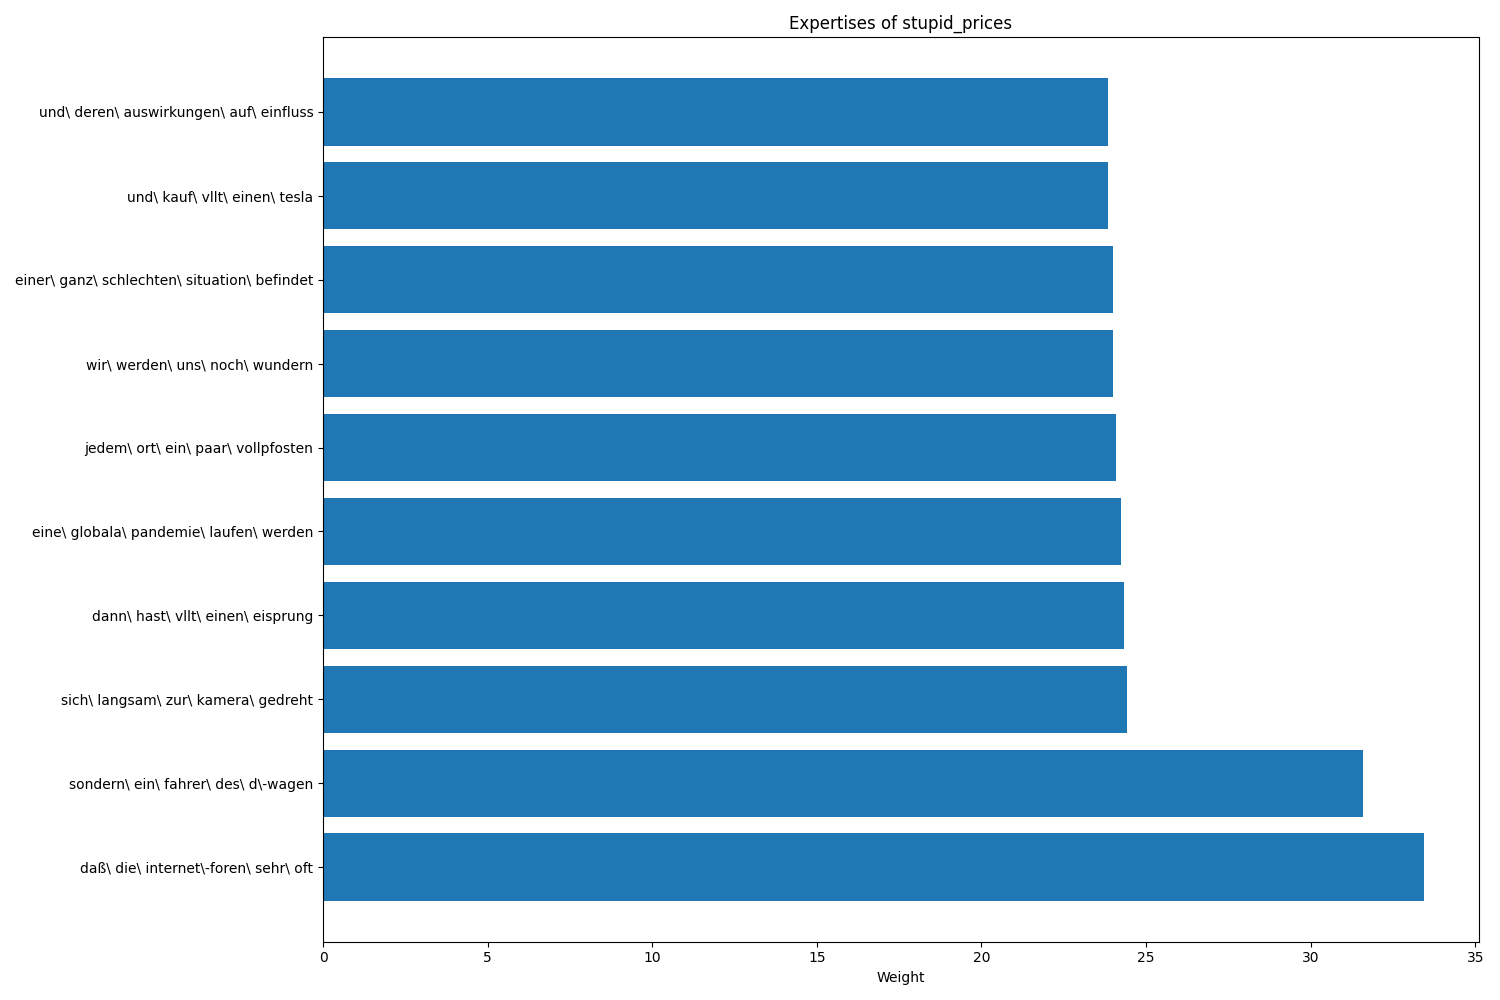 Expertises of stupid_prices
und\ deren\ auswirkungen\ auf\ einfluss
und\ kauf\ vllt\ einen\ tesla
einer\ ganz\ schlechten\ situation\ befindet
wir\ werden\ uns\ noch\ wundern
jedem\ ort\ ein\ paar\ vollpfosten
eine\ globala\ pandemie\ laufen\ werden
dann\ hast\ vllt\ einen\ eisprung
sich\ langsam\ zur\ kamera\ gedreht
sondern\ ein\ fahrer\ des\ d\-wagen
daß\ die\ internet\-foren\ sehr\ oft
0 5 10 15 20 25 30 35
Weight